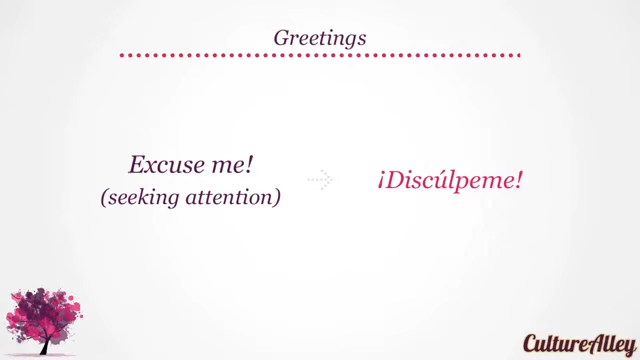 Greetings
Excuse me!
(seeking attention)
¡Discúlpeme!
CultureAlley